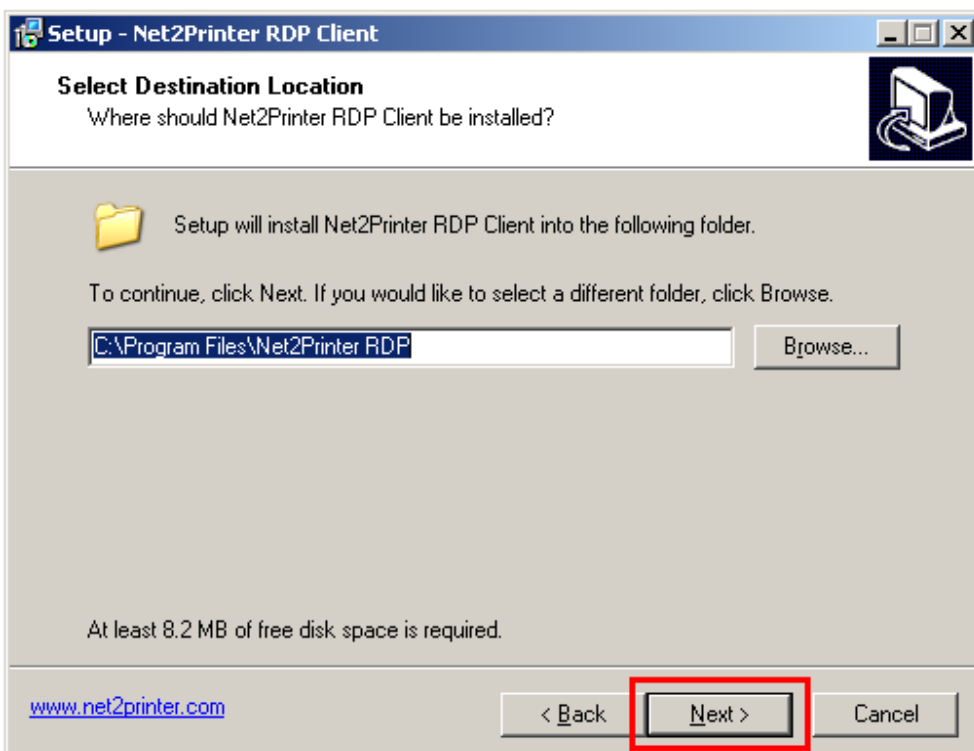 Setup - Net2Printer RDP Client
Select Destination Location
Where should Net2Printer RDP Client be installed?
Setup will install Net2Printer RDP Client into the following folder.
To continue, click Next. If you would like to select a different folder, click Browse.
C:\Program Files\Net2Printer RDP
Browse...
At least 8.2 MB of free disk space is required.
www.net2printer.com
< Back
Next >
Cancel